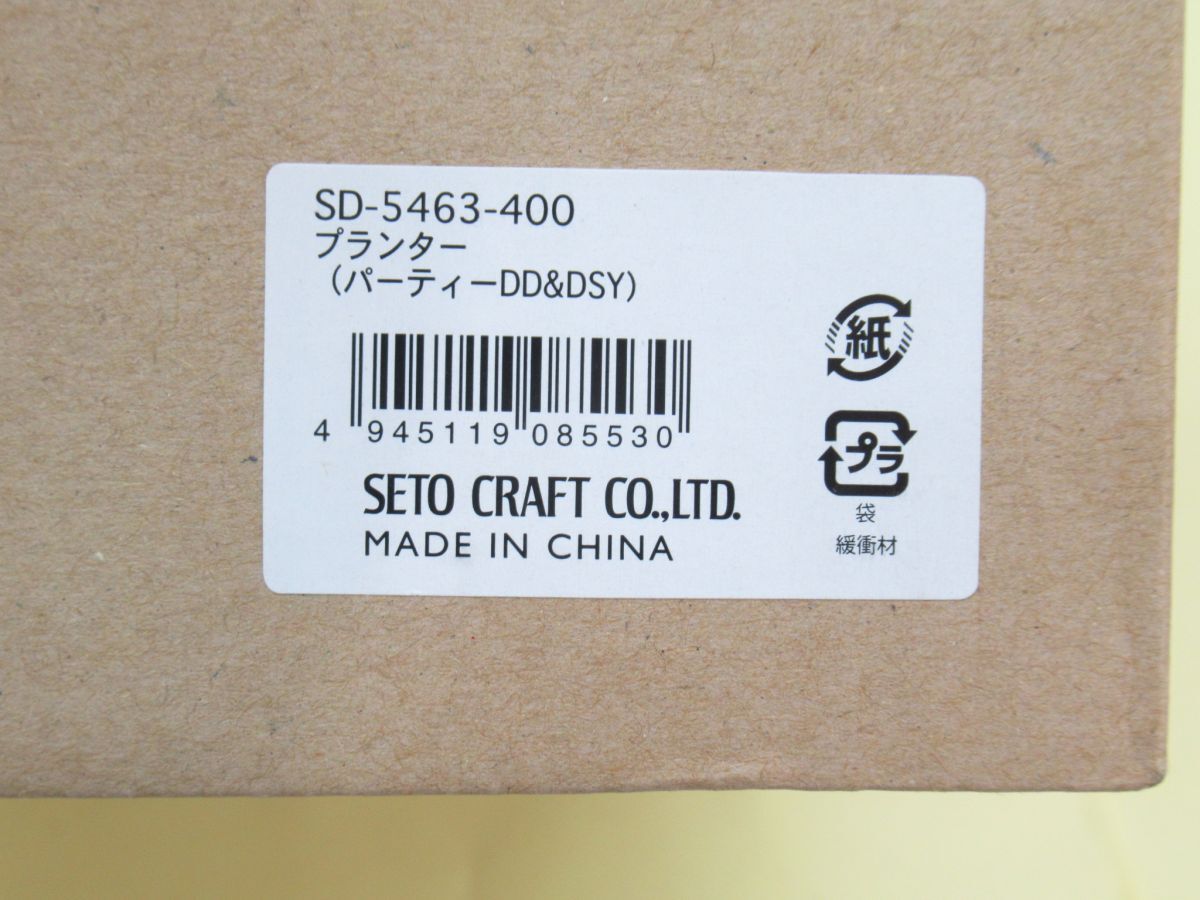 SD-5463-400
プランター
（パーティーDD&DSY）
4 945119 085530
SETO CRAFT CO.,LTD.
MADE IN CHINA
紙
プラ
袋
緩衝材